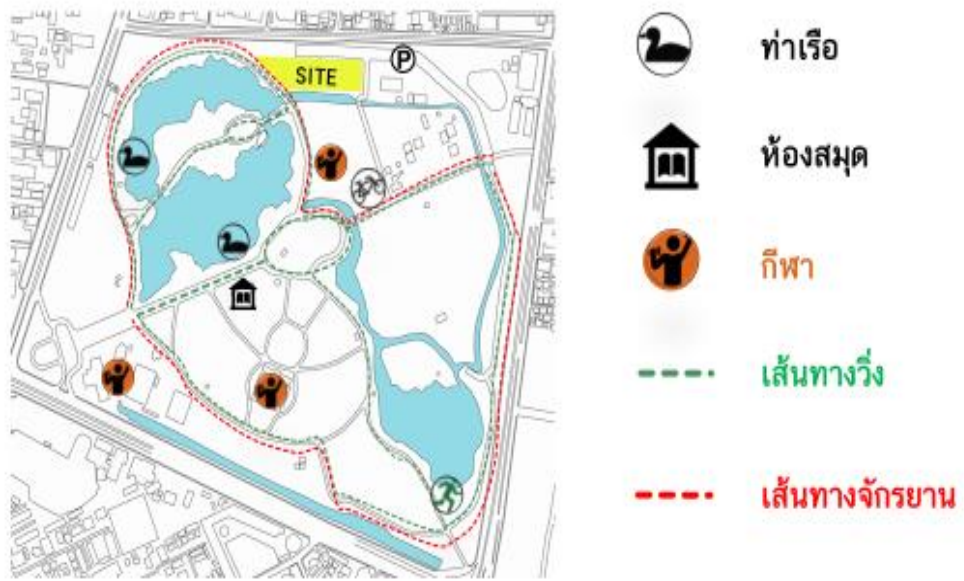 SITE
P
ท่าเรือ
ห้องสมุด
กีฬา
เส้นทางวิ่ง
เส้นทางจักรยาน